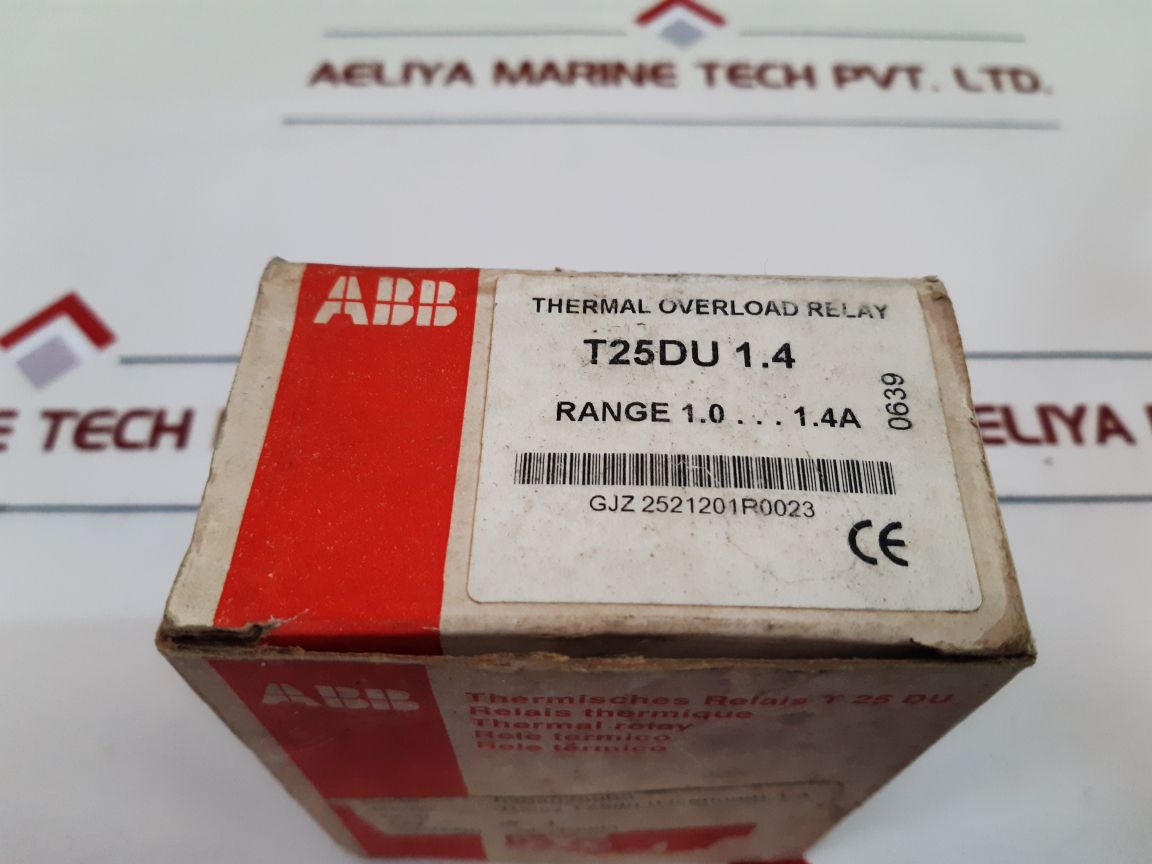 AELIYA MARINE TECH PVT. LTD.
E TECH P
ELIYA M
ABB
THERMAL OVERLOAD RELAY
T25DU 1.4
RANGE 1.0 . . . 1.4A
0639
GJZ 2521201R0023
CE
ABB
Thermisches Relais T 25 DU
Relais thermique
Thermal relay
Relè termico
Rele térmico